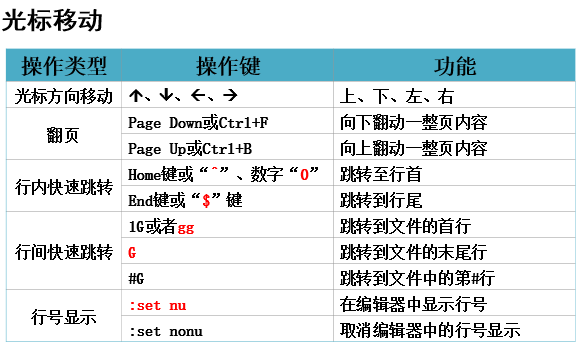 光标移动
操作类型 操作键 功能
光标方向移动 ↑、↓、←、→ 上、下、左、右
翻页 Page Down或Ctrl+F 向下翻动一整页内容
Page Up或Ctrl+B 向上翻动一整页内容
行内快速跳转 Home键或“^”、数字“0” 跳转至行首
End键或“$”键 跳转到行尾
行间快速跳转 1G或者gg 跳转到文件的首行
G 跳转到文件的末尾行
#G 跳转到文件中的第#行
行号显示 :set nu 在编辑器中显示行号
:set nonu 取消编辑器中的行号显示